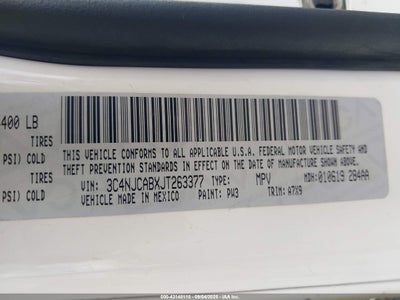 400 LB
TIRES
PSI) COLD
TIRES
PSI) COLD
THIS VEHICLE CONFORMS TO ALL APPLICABLE U.S.A. FEDERAL MOTOR VEHICLE SAFETY AND
THEFT PREVENTION STANDARDS IN EFFECT ON THE DATE OF MANUFACTURE SHOWN ABOVE.
VIN: 3C4NJCABXJT263377 TYPE: MPV MDH: 010619 284AA
VEHICLE MADE IN MEXICO PAINT: PW3 TRIM: A7X9